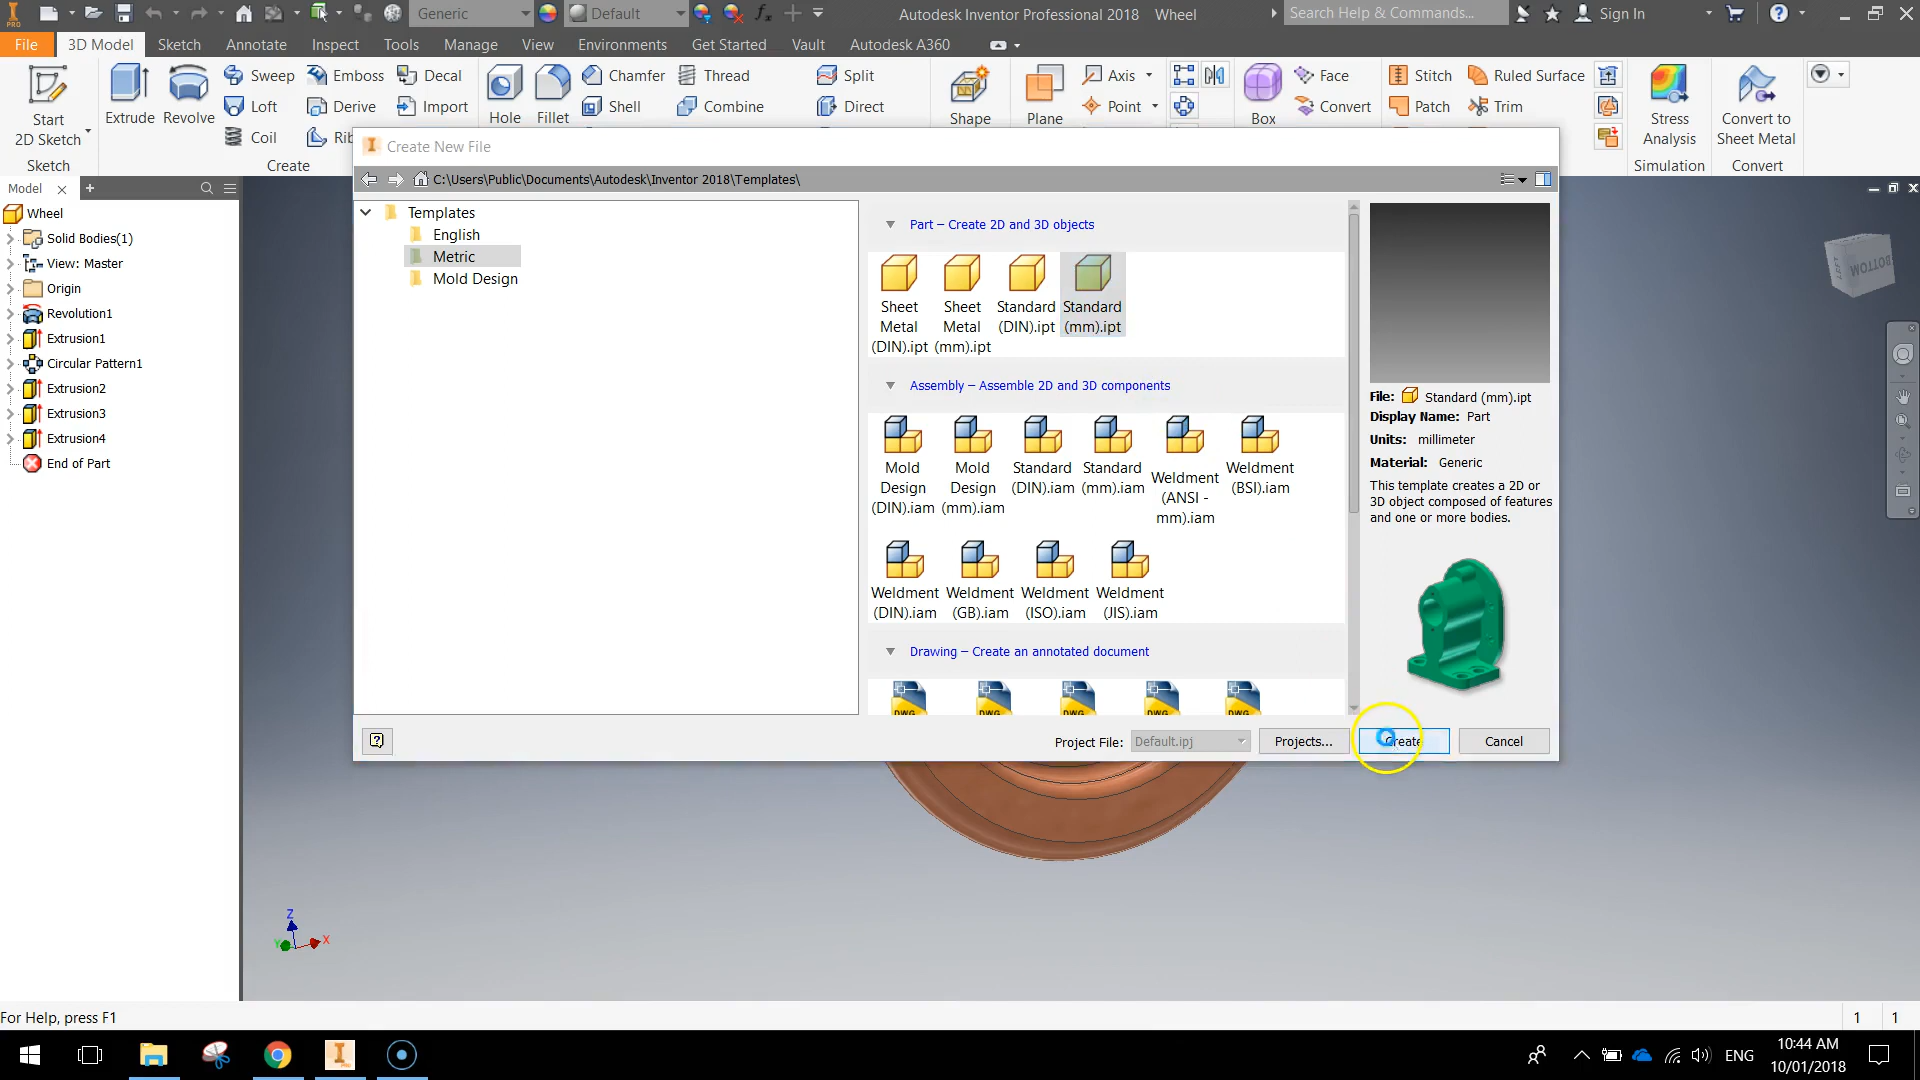 PRO Generic Default fx Autodesk Inventor Professional 2018 Wheel Search Help & Commands... Sign In
File 3D Model Sketch Annotate Inspect Tools Manage View Environments Get Started Vault Autodesk A360
Start
2D Sketch
Sketch
Extrude
Revolve
Sweep Emboss Decal
Loft Derive Import
Coil
Create
Hole
Fillet
Chamfer Thread Split
Shell Combine Direct
Shape
Plane
Axis
Point
Box
Face
Convert
Stitch Ruled Surface
Patch Trim
Stress
Analysis
Simulation
Convert to
Sheet Metal
Convert
Model
Wheel
Solid Bodies(1)
View: Master
Origin
Revolution1
Extrusion1
Circular Pattern1
Extrusion2
Extrusion3
Extrusion4
End of Part
Create New File
C:\Users\Public\Documents\Autodesk\Inventor 2018\Templates\
Templates
English
Metric
Mold Design
Part – Create 2D and 3D objects
Sheet
Metal
(DIN).ipt
Sheet
Metal
(mm).ipt
Standard
(DIN).ipt
Standard
(mm).ipt
Assembly – Assemble 2D and 3D components
Mold
Design
(DIN).iam
Mold
Design
(mm).iam
Standard
(DIN).iam
Standard
(mm).iam
Weldment
(ANSI -
mm).iam
Weldment
(BSI).iam
Weldment
(DIN).iam
Weldment
(GB).iam
Weldment
(ISO).iam
Weldment
(JIS).iam
Drawing – Create an annotated document
DWG DWG DWG DWG DWG
File: Standard (mm).ipt
Display Name: Part
Units: millimeter
Material: Generic
This template creates a 2D or
3D object composed of features
and one or more bodies.
Project File: Default.ipj Projects... Create Cancel
LEFT BOTTOM
Z
Y X
For Help, press F1
1 1
ENG
10:44 AM
10/01/2018